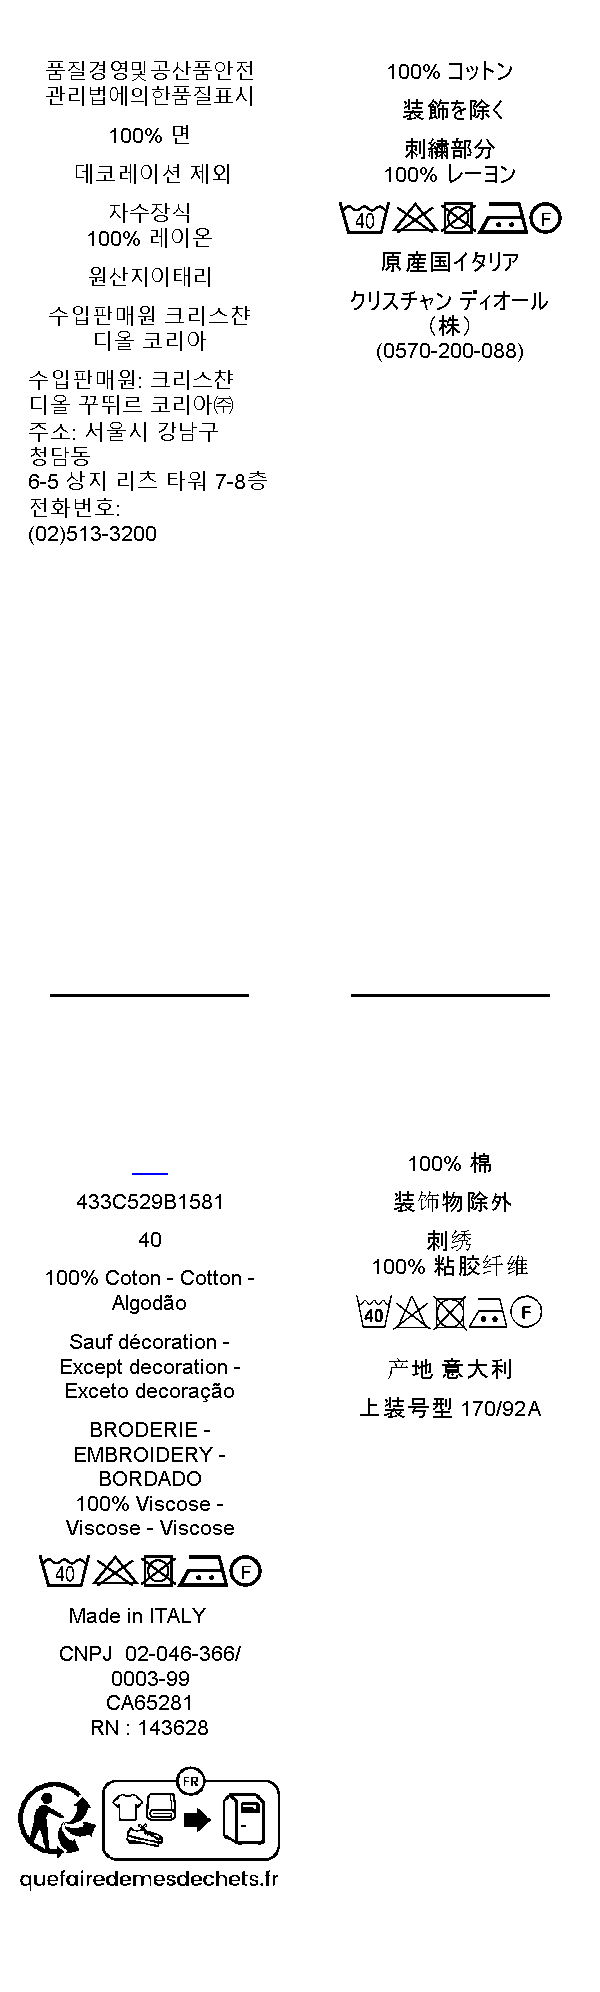 품질경영및공산품안전
관리법에의한품질표시
100% 면
데코레이션 제외
자수장식
100% 레이온
원산지이태리
수입판매원 크리스챤
디올 코리아
수입판매원: 크리스챤
디올 꾸뛰르 코리아㈜
주소: 서울시 강남구
청담동
6-5 상지 리츠 타워 7-8층
전화번호:
(02)513-3200
100% コットン
装飾を除く
刺繍部分
100% レーヨン
40 F
原産国イタリア
クリスチャン ディオール
（株）
(0570-200-088)
433C529B1581
40
100% Coton - Cotton -
Algodão
Sauf décoration -
Except decoration -
Exceto decoração
BRODERIE -
EMBROIDERY -
BORDADO
100% Viscose -
Viscose - Viscose
40 F
Made in ITALY
CNPJ  02-046-366/
0003-99
CA65281
RN : 143628
FR
quefairedemesdechets.fr
100% 棉
装饰物除外
刺绣
100% 粘胶纤维
40 F
产地 意大利
上装号型 170/92A